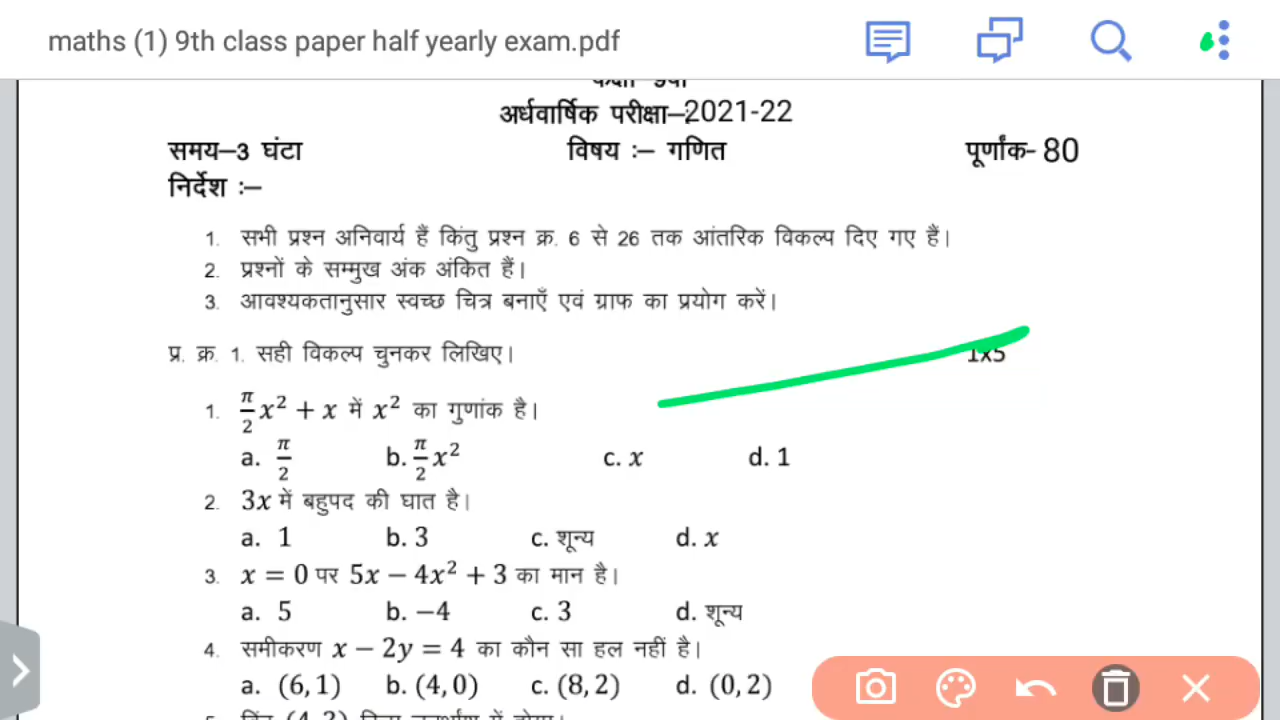 maths (1) 9th class paper half yearly exam.pdf
कक्षा 9वीं
अर्धवार्षिक परीक्षा–:2021-22
समय–3 घंटा विषय :– गणित पूर्णांक- 80
निर्देश :–
1. सभी प्रश्न अनिवार्य हैं किंतु प्रश्न क्र. 6 से 26 तक आंतरिक विकल्प दिए गए हैं।
2. प्रश्नों के सम्मुख अंक अंकित हैं।
3. आवश्यकतानुसार स्वच्छ चित्र बनाएँ एवं ग्राफ का प्रयोग करें।
प्र. क्र. 1. सही विकल्प चुनकर लिखिए। 1x5
1. π/2 x² + x में x² का गुणांक है।
a. π/2 b. π/2 x² c. x d. 1
2. 3x में बहुपद की घात है।
a. 1 b. 3 c. शून्य d. x
3. x = 0 पर 5x − 4x² + 3 का मान है।
a. 5 b. −4 c. 3 d. शून्य
4. समीकरण x − 2y = 4 का कौन सा हल नहीं है।
a. (6, 1) b. (4, 0) c. (8, 2) d. (0, 2)